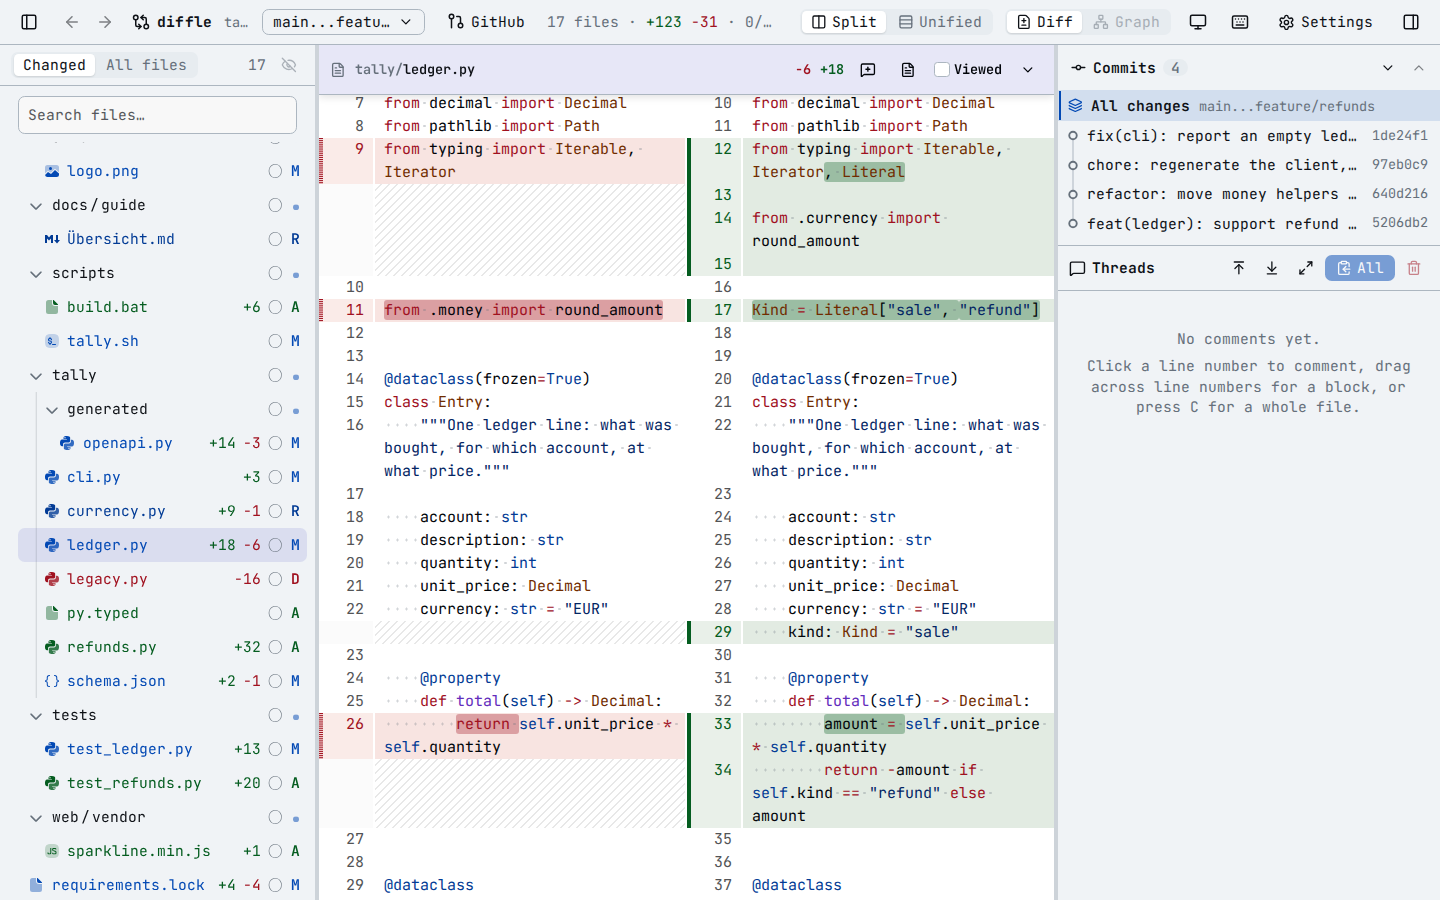 diffle ta… main...featu… GitHub 17 files · +123 -31 · 0/… Split Unified Diff Graph Settings
Changed All files 17
Search files…
logo.png M
docs/guide
Übersicht.md R
scripts
build.bat +6 A
tally.sh M
tally
generated
openapi.py +14 -3 M
cli.py +3 M
currency.py +9 -1 R
ledger.py +18 -6 M
legacy.py -16 D
py.typed A
refunds.py +32 A
schema.json +2 -1 M
tests
test_ledger.py +13 M
test_refunds.py +20 A
web/vendor
sparkline.min.js +1 A
requirements.lock +4 -4 M
tally/ledger.py -6 +18 Viewed
7 from decimal import Decimal
8 from pathlib import Path
9 from typing import Iterable,
Iterator
10
11 from .money import round_amount
12
13
14 @dataclass(frozen=True)
15 class Entry:
16 """One ledger line: what was
bought, for which account, at
what price."""
17
18 account: str
19 description: str
20 quantity: int
21 unit_price: Decimal
22 currency: str = "EUR"
23
24 @property
25 def total(self) -> Decimal:
26 return self.unit_price *
self.quantity
27
28
29 @dataclass
10 from decimal import Decimal
11 from pathlib import Path
12 from typing import Iterable,
Iterator, Literal
13
14 from .currency import
round_amount
15
16
17 Kind = Literal["sale", "refund"]
18
19
20 @dataclass(frozen=True)
21 class Entry:
22 """One ledger line: what was
bought, for which account, at
what price."""
23
24 account: str
25 description: str
26 quantity: int
27 unit_price: Decimal
28 currency: str = "EUR"
29 kind: Kind = "sale"
30
31 @property
32 def total(self) -> Decimal:
33 amount = self.unit_price
* self.quantity
34 return -amount if
self.kind == "refund" else
amount
35
36
37 @dataclass
Commits 4
All changes main...feature/refunds
fix(cli): report an empty led… 1de24f1
chore: regenerate the client,… 97eb0c9
refactor: move money helpers … 640d216
feat(ledger): support refund … 5206db2
Threads All
No comments yet.
Click a line number to comment, drag
across line numbers for a block, or
press C for a whole file.